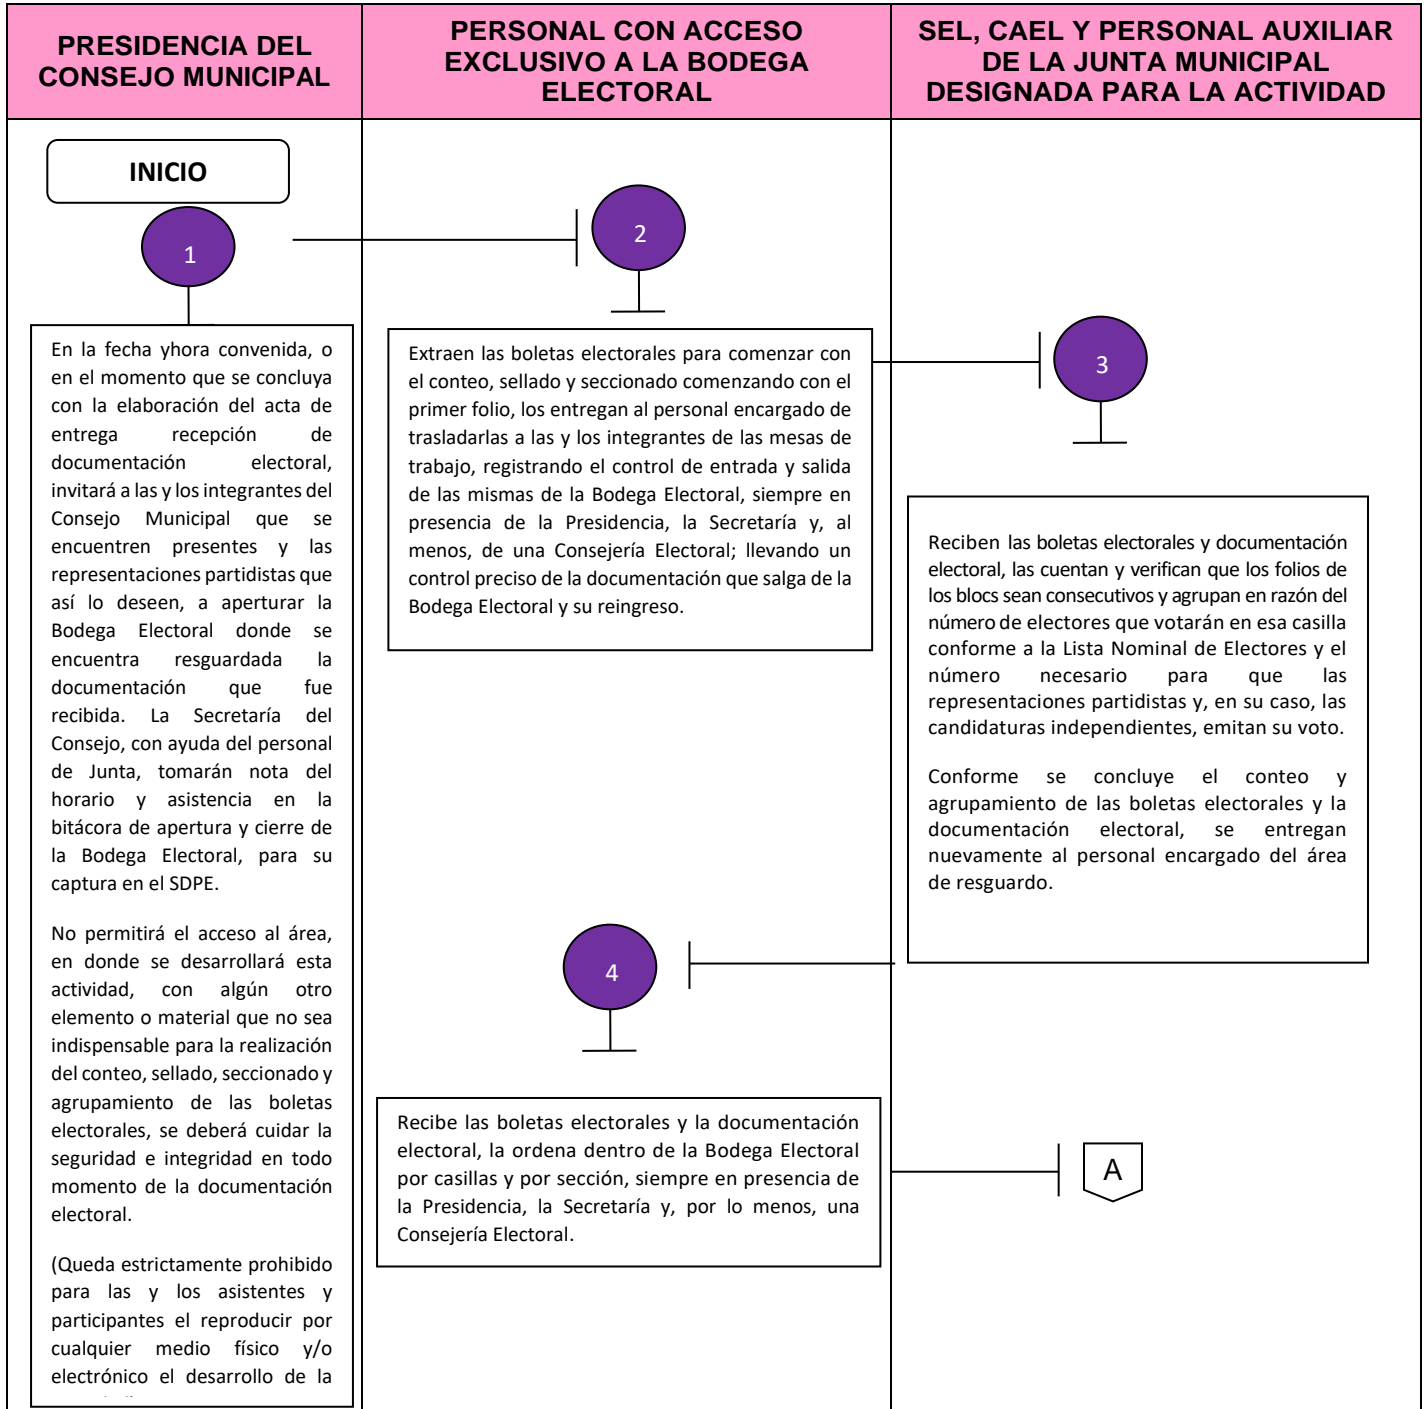 PRESIDENCIA DEL
CONSEJO MUNICIPAL
PERSONAL CON ACCESO
EXCLUSIVO A LA BODEGA
ELECTORAL
SEL, CAEL Y PERSONAL AUXILIAR
DE LA JUNTA MUNICIPAL
DESIGNADA PARA LA ACTIVIDAD
INICIO
1
En la fecha yhora convenida, o
en el momento que se concluya
con la elaboración del acta de
entrega recepción de
documentación electoral,
invitará a las y los integrantes del
Consejo Municipal que se
encuentren presentes y las
representaciones partidistas que
así lo deseen, a aperturar la
Bodega Electoral donde se
encuentra resguardada la
documentación que fue
recibida. La Secretaría del
Consejo, con ayuda del personal
de Junta, tomarán nota del
horario y asistencia en la
bitácora de apertura y cierre de
la Bodega Electoral, para su
captura en el SDPE.
No permitirá el acceso al área,
en donde se desarrollará esta
actividad, con algún otro
elemento o material que no sea
indispensable para la realización
del conteo, sellado, seccionado y
agrupamiento de las boletas
electorales, se deberá cuidar la
seguridad e integridad en todo
momento de la documentación
electoral.
(Queda estrictamente prohibido
para las y los asistentes y
participantes el reproducir por
cualquier medio físico y/o
electrónico el desarrollo de la
2
Extraen las boletas electorales para comenzar con
el conteo, sellado y seccionado comenzando con el
primer folio, los entregan al personal encargado de
trasladarlas a las y los integrantes de las mesas de
trabajo, registrando el control de entrada y salida
de las mismas de la Bodega Electoral, siempre en
presencia de la Presidencia, la Secretaría y, al
menos, de una Consejería Electoral; llevando un
control preciso de la documentación que salga de la
Bodega Electoral y su reingreso.
3
Reciben las boletas electorales y documentación
electoral, las cuentan y verifican que los folios de
los blocs sean consecutivos y agrupan en razón del
número de electores que votarán en esa casilla
conforme a la Lista Nominal de Electores y el
número necesario para que las
representaciones partidistas y, en su caso, las
candidaturas independientes, emitan su voto.
Conforme se concluye el conteo y
agrupamiento de las boletas electorales y la
documentación electoral, se entregan
nuevamente al personal encargado del área
de resguardo.
4
Recibe las boletas electorales y la documentación
electoral, la ordena dentro de la Bodega Electoral
por casillas y por sección, siempre en presencia de
la Presidencia, la Secretaría y, por lo menos, una
Consejería Electoral.
A